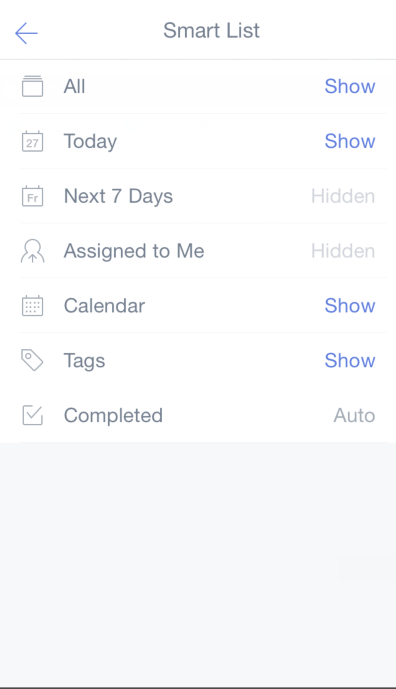 Smart List
All Show
27 Today Show
Fr Next 7 Days Hidden
Assigned to Me Hidden
Calendar Show
Tags Show
Completed Auto